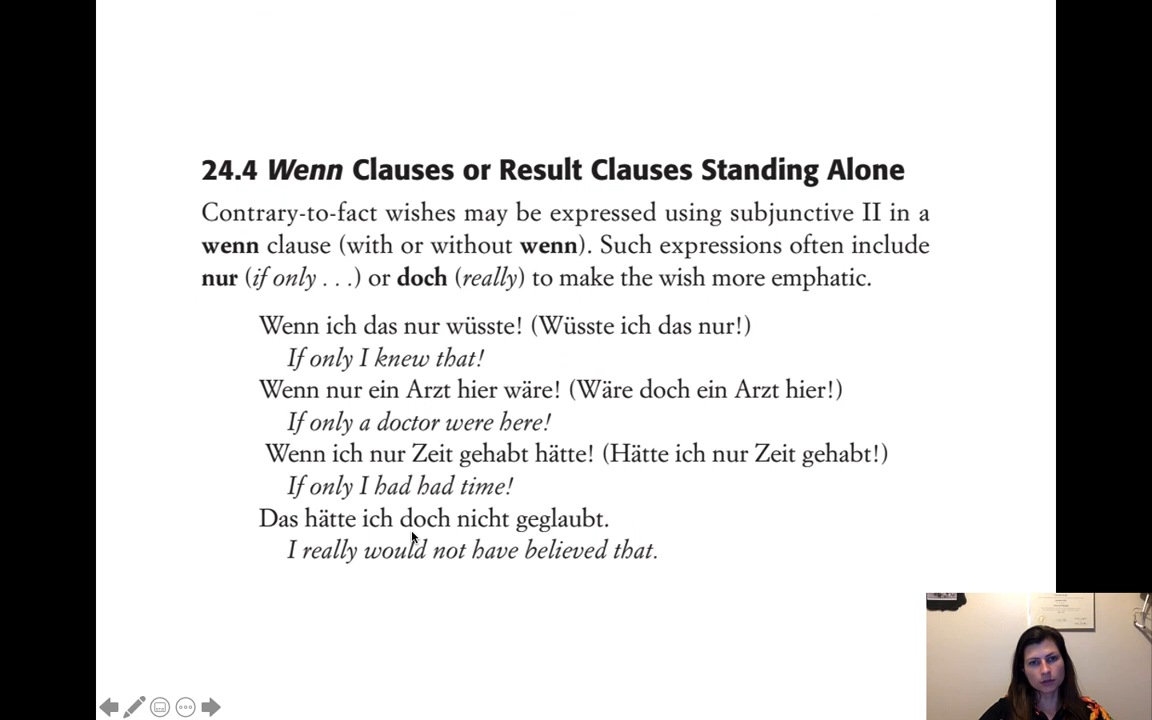 24.4 Wenn Clauses or Result Clauses Standing Alone
Contrary-to-fact wishes may be expressed using subjunctive II in a
wenn clause (with or without wenn). Such expressions often include
nur (if only . . .) or doch (really) to make the wish more emphatic.
Wenn ich das nur wüsste! (Wüsste ich das nur!)
If only I knew that!
Wenn nur ein Arzt hier wäre! (Wäre doch ein Arzt hier!)
If only a doctor were here!
Wenn ich nur Zeit gehabt hätte! (Hätte ich nur Zeit gehabt!)
If only I had had time!
Das hätte ich doch nicht geglaubt.
I really would not have believed that.